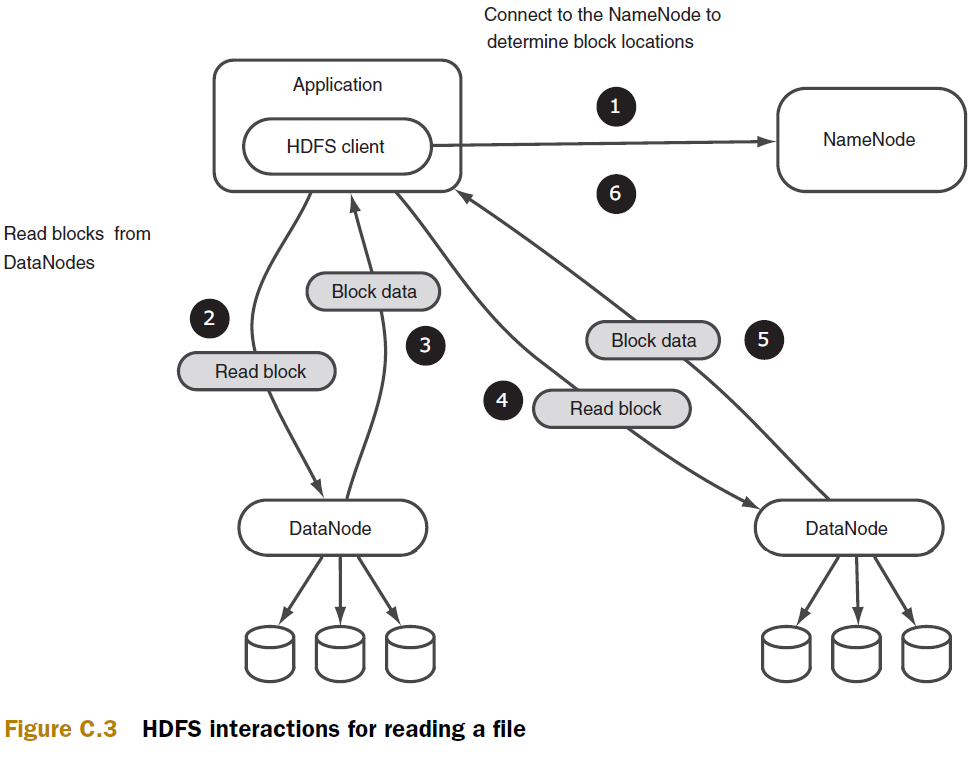 Connect to the NameNode to
determine block locations
Application
1
HDFS client
NameNode
6
Read blocks from
DataNodes
Block data
2
3
Block data
5
Read block
4
Read block
DataNode
DataNode
Figure C.3 HDFS interactions for reading a file